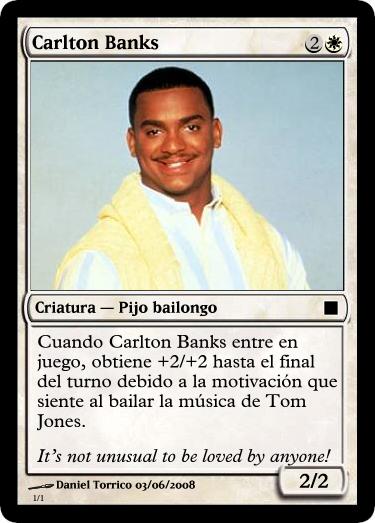 Carlton Banks 2
Criatura — Pijo bailongo
Cuando Carlton Banks entre en
juego, obtiene +2/+2 hasta el final
del turno debido a la motivación que
siente al bailar la música de Tom
Jones.
It's not unusual to be loved by anyone!
Daniel Torrico 03/06/2008
2/2
1/1